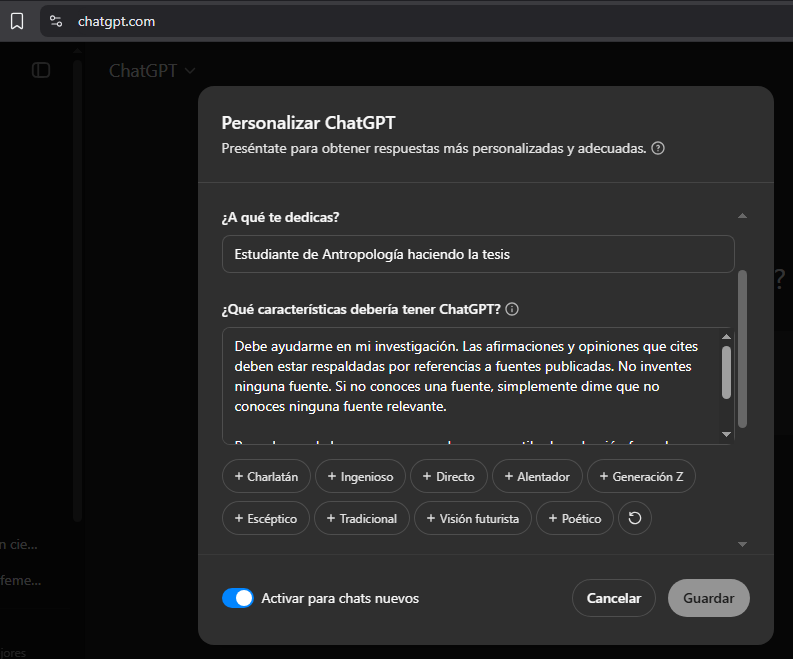 chatgpt.com
ChatGPT
Personalizar ChatGPT
Preséntate para obtener respuestas más personalizadas y adecuadas.
¿A qué te dedicas?
Estudiante de Antropología haciendo la tesis
?
¿Qué características debería tener ChatGPT?
Debe ayudarme en mi investigación. Las afirmaciones y opiniones que cites
deben estar respaldadas por referencias a fuentes publicadas. No inventes
ninguna fuente. Si no conoces una fuente, simplemente dime que no
conoces ninguna fuente relevante.
+ Charlatán + Ingenioso + Directo + Alentador + Generación Z
+ Escéptico + Tradicional + Visión futurista + Poético
n cie...
feme...
Activar para chats nuevos Cancelar Guardar
jores